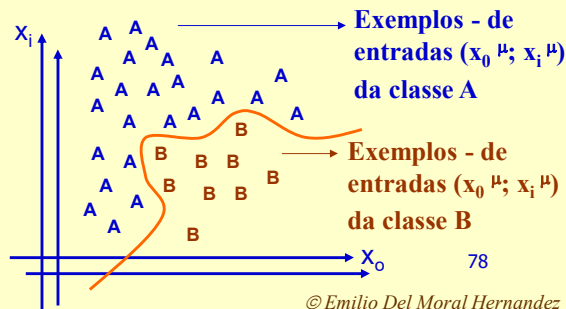 Exemplos - de
entradas (x₀ ᵘ; xᵢ ᵘ)
da classe A
xᵢ
A A
A
A A A
A A A A
A A A
A A A A
A A
A A
A A
A
B
B B B
B B B B
B
Exemplos - de
entradas (x₀ ᵘ; xᵢ ᵘ)
da classe B
xₒ
78
© Emilio Del Moral Hernandez